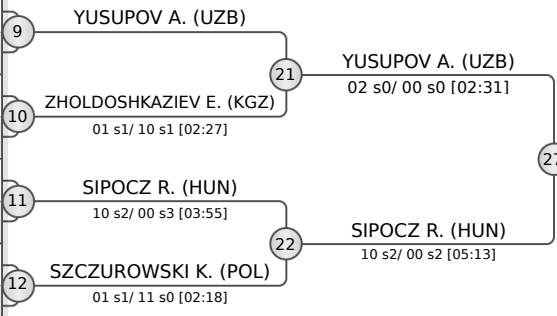 YUSUPOV A. (UZB)
9
21
YUSUPOV A. (UZB)
02 s0/ 00 s0 [02:31]
ZHOLDOSHKAZIEV E. (KGZ)
10
01 s1/ 10 s1 [02:27]
27
SIPOCZ R. (HUN)
11
10 s2/ 00 s3 [03:55]
22
SIPOCZ R. (HUN)
10 s2/ 00 s2 [05:13]
SZCZUROWSKI K. (POL)
12
01 s1/ 11 s0 [02:18]